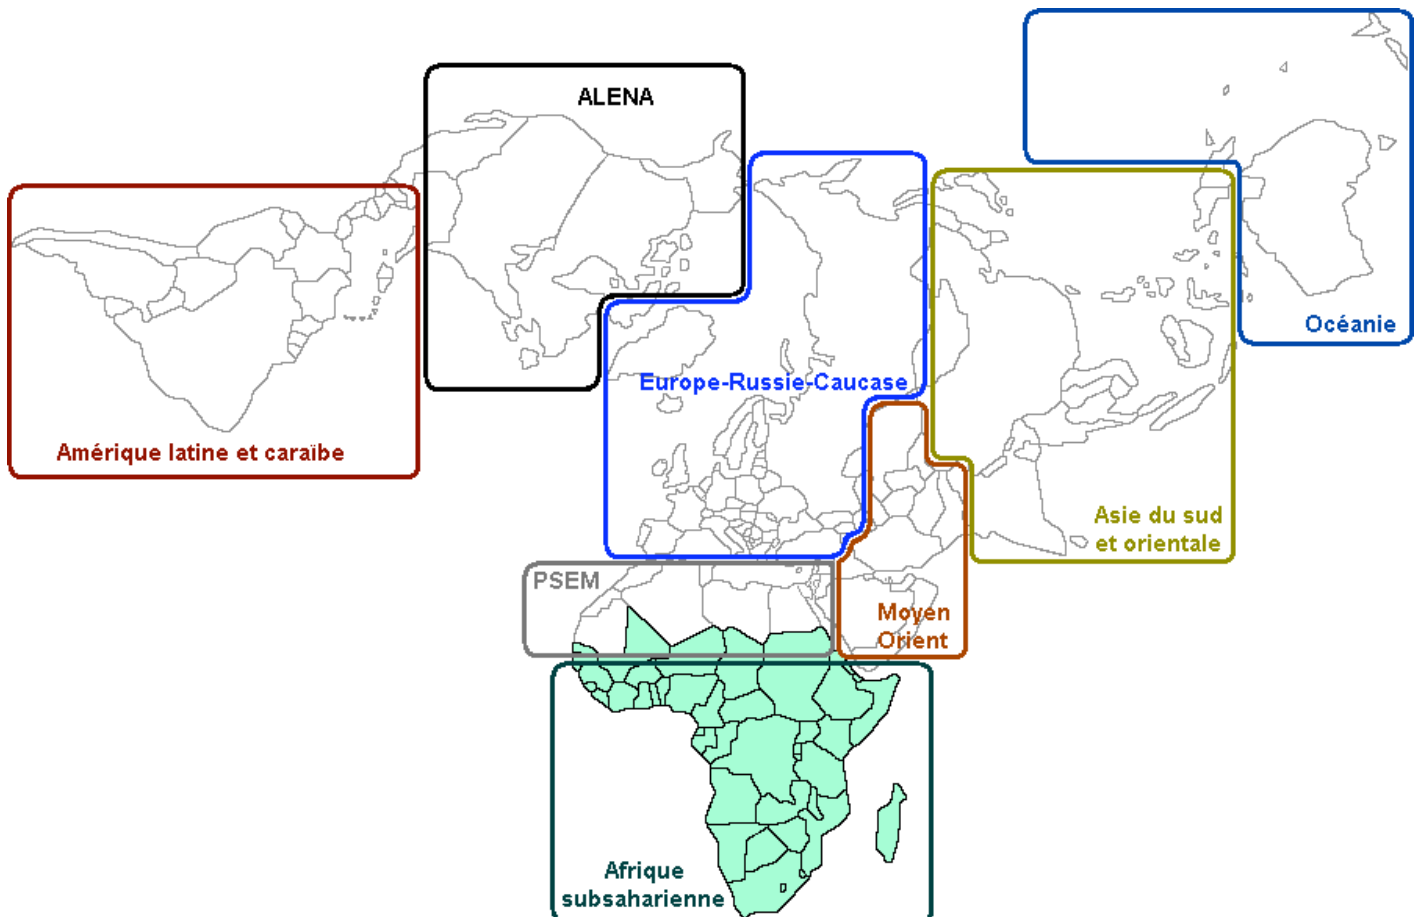 ALENA
Océanie
Europe-Russie-Caucase
Amérique latine et caraïbe
Asie du sud
et orientale
PSEM
Moyen
Orient
Afrique
subsaharienne